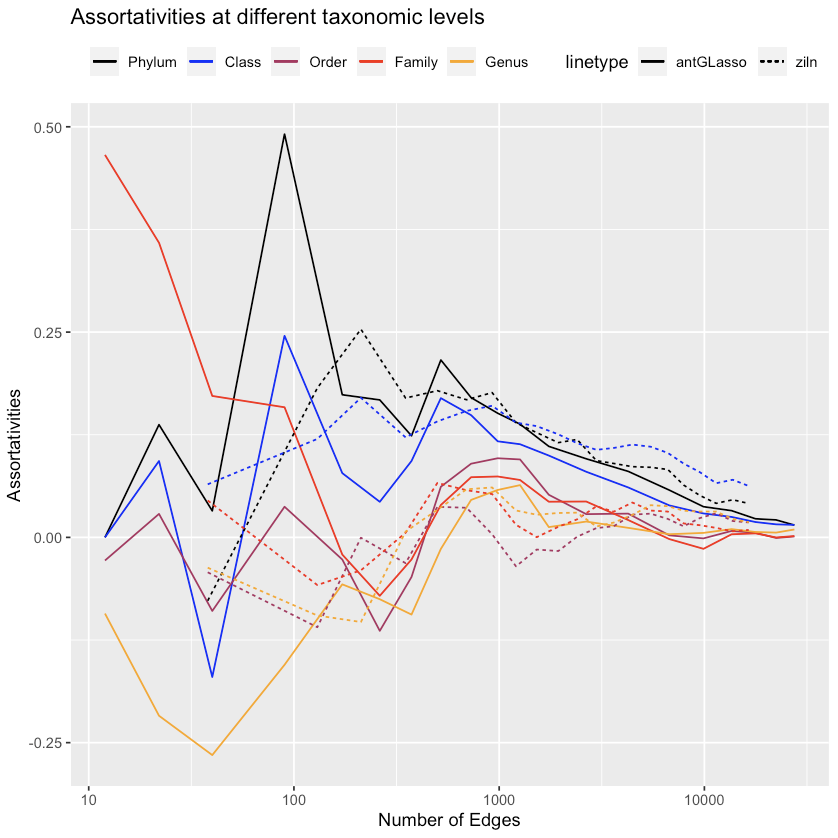 Assortativities at different taxonomic levels
Phylum Class Order Family Genus linetype antGLasso ziln
0.50
0.25
0.00
-0.25
Assortativities
10 100 1000 10000
Number of Edges